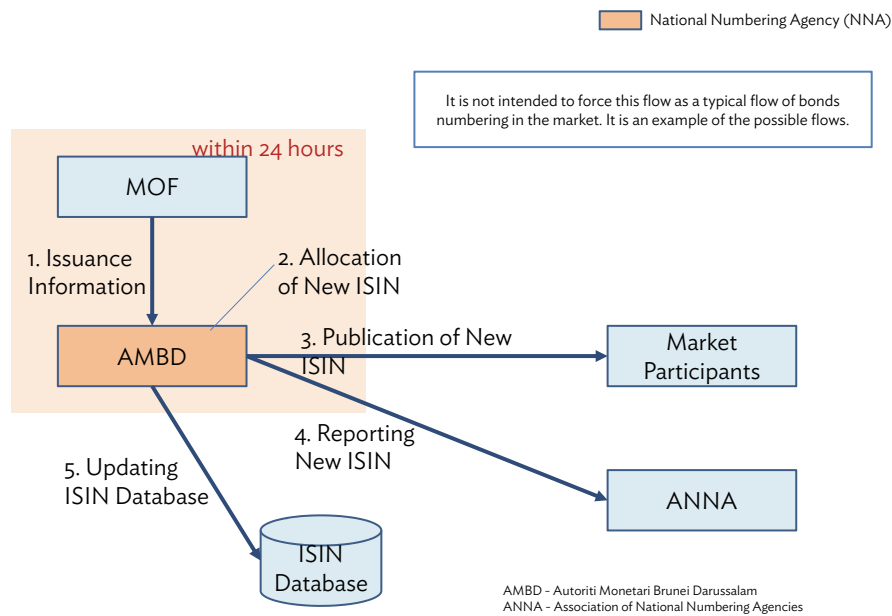 National Numbering Agency (NNA)
It is not intended to force this flow as a typical flow of bonds
numbering in the market. It is an example of the possible flows.
within 24 hours
MOF
1. Issuance
Information
2. Allocation
of New ISIN
AMBD
3. Publication of New
ISIN
Market
Participants
4. Reporting
New ISIN
5. Updating
ISIN Database
ANNA
ISIN
Database
AMBD - Autoriti Monetari Brunei Darussalam
ANNA - Association of National Numbering Agencies